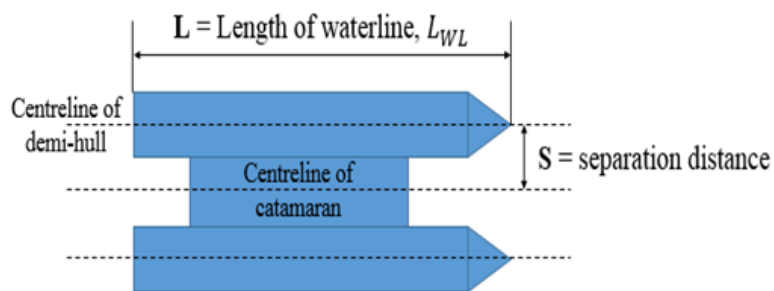 L = Length of waterline, L_WL
Centreline of
demi-hull
S = separation distance
Centreline of
catamaran